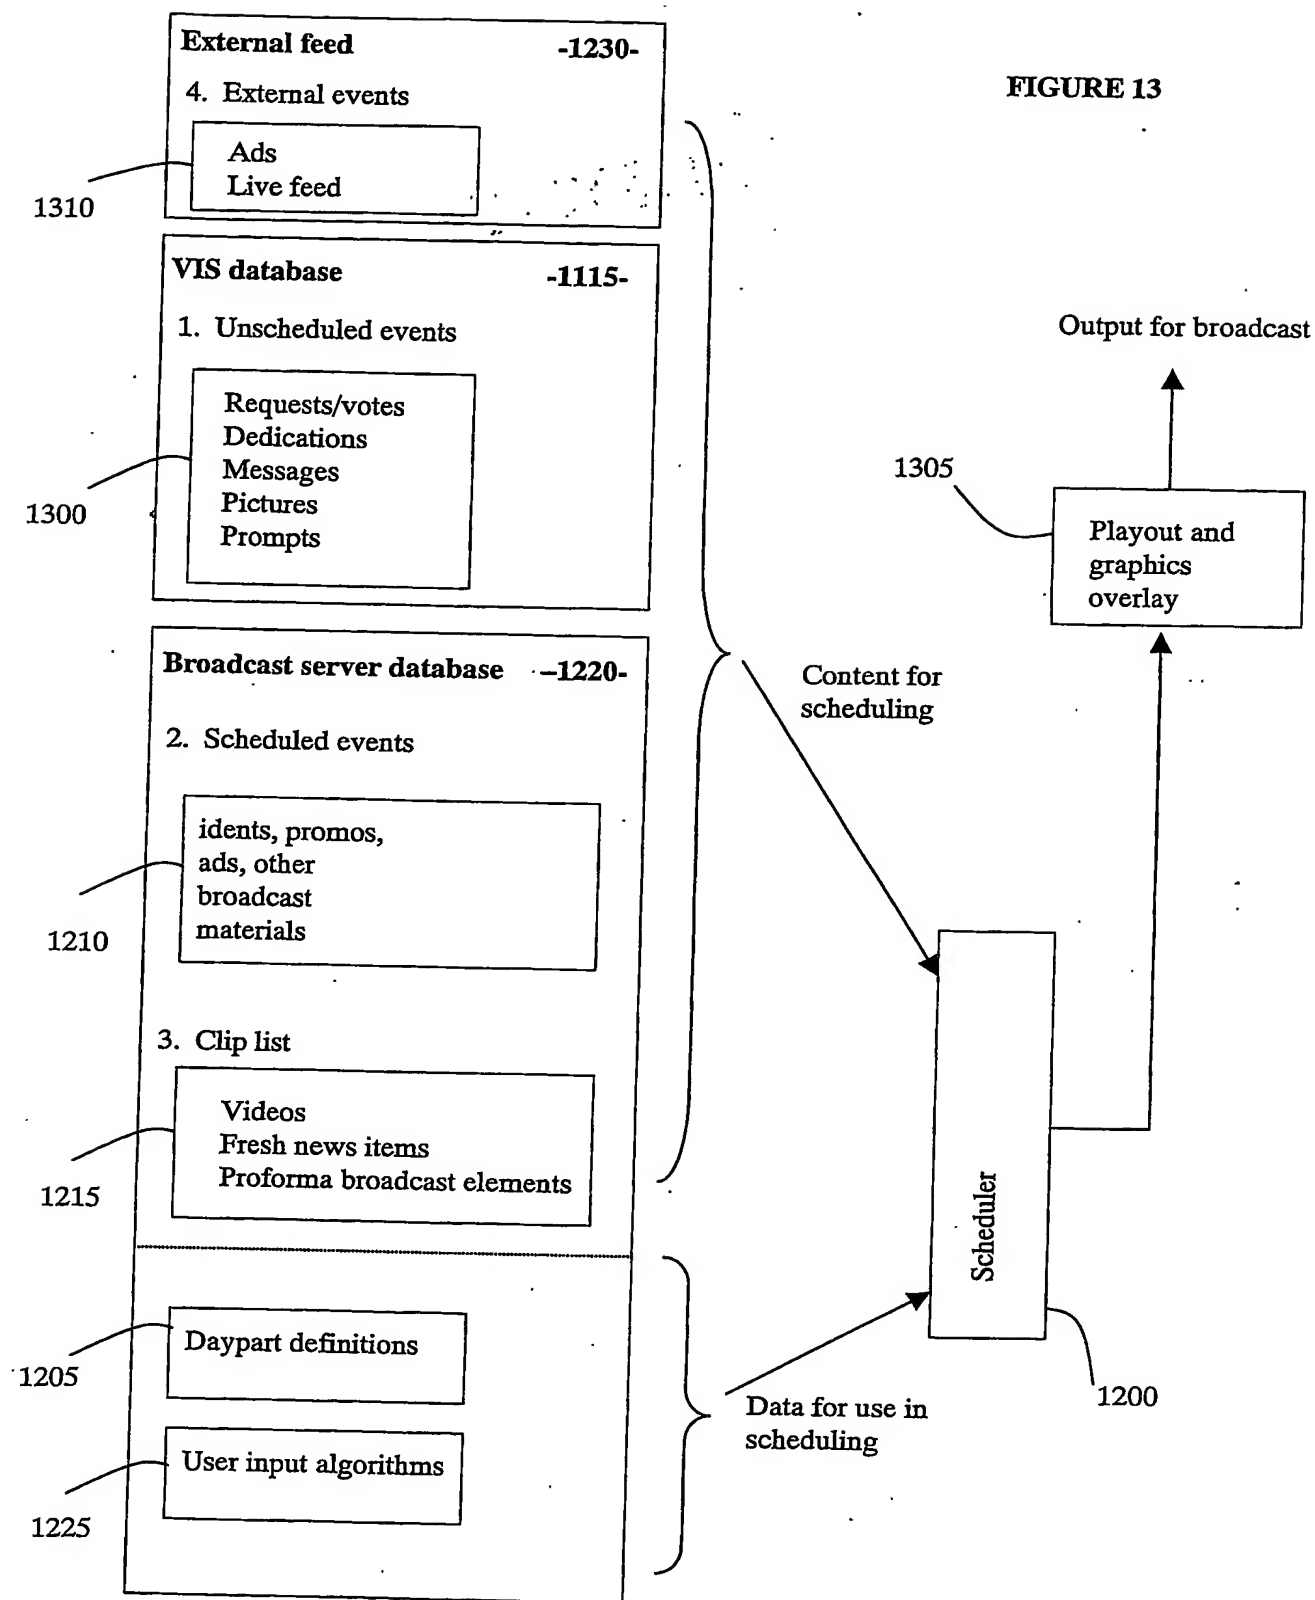 FIGURE 13
External feed -1230-
4. External events
Ads
Live feed
1310
VIS database -1115-
1. Unscheduled events
Requests/votes
Dedications
Messages
Pictures
Prompts
1300
Broadcast server database -1220-
2. Scheduled events
idents, promos,
ads, other
broadcast
materials
1210
3. Clip list
Videos
Fresh news items
Proforma broadcast elements
1215
Daypart definitions
1205
User input algorithms
1225
Content for
scheduling
Data for use in
scheduling
Scheduler
1200
Output for broadcast
1305
Playout and
graphics
overlay